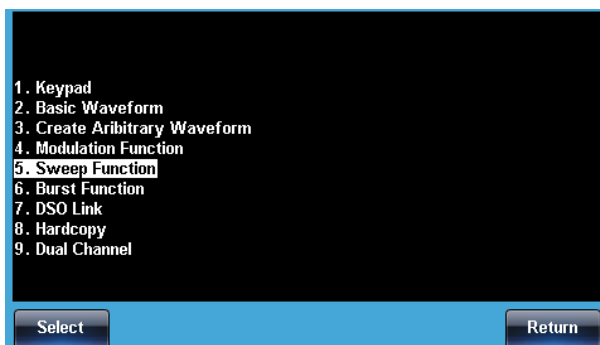 1. Keypad
2. Basic Waveform
3. Create Aribitrary Waveform
4. Modulation Function
5. Sweep Function
6. Burst Function
7. DSO Link
8. Hardcopy
9. Dual Channel
Select Return